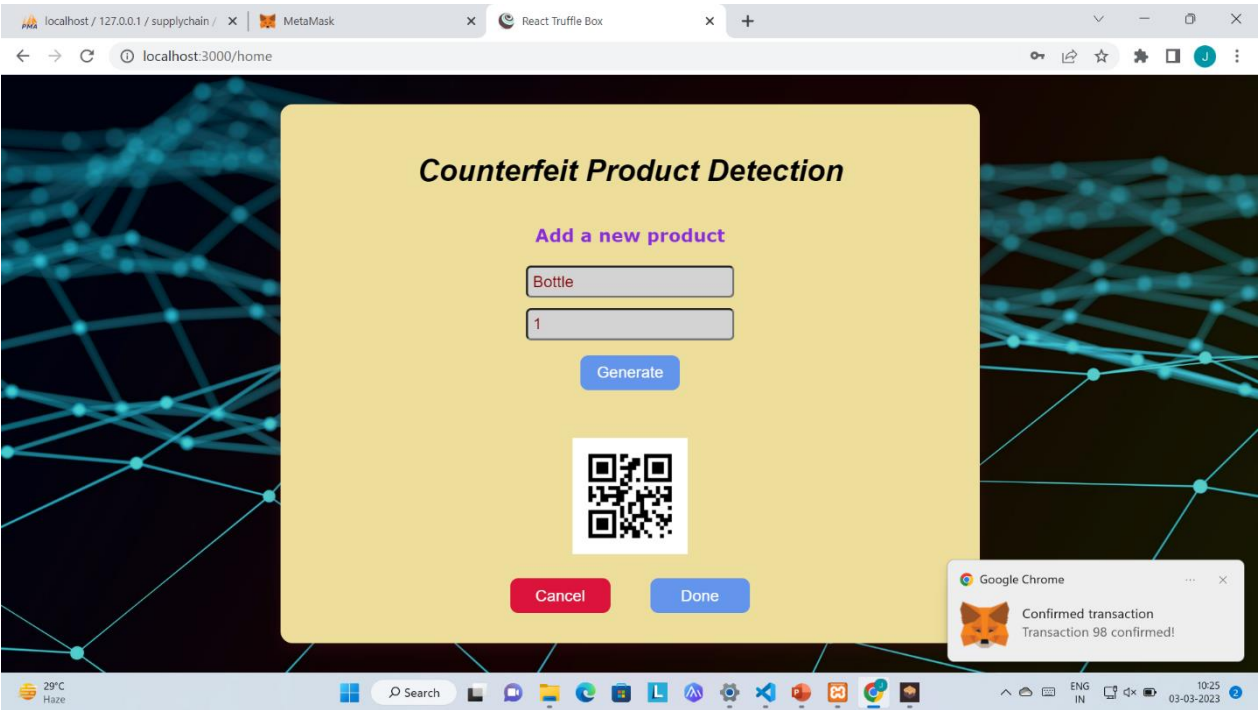 PMA
localhost / 127.0.0.1 / supplychain /
MetaMask
React Truffle Box
localhost:3000/home
J
Counterfeit Product Detection
Add a new product
Bottle
1
Generate
Cancel
Done
Google Chrome
Confirmed transaction
Transaction 98 confirmed!
29°C
Haze
Search
L
ENG
IN
10:25
03-03-2023
2